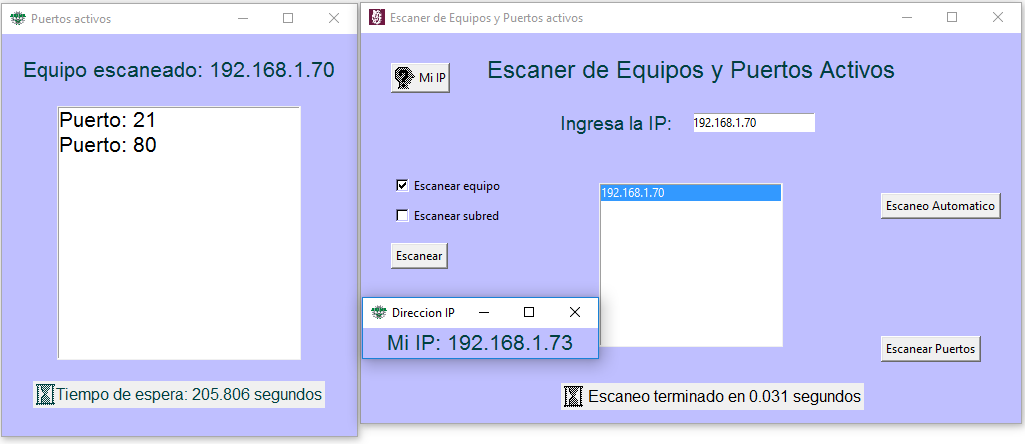 Puertos activos
Equipo escaneado: 192.168.1.70
Puerto: 21
Puerto: 80
Tiempo de espera: 205.806 segundos
Escaner de Equipos y Puertos activos
Mi IP
Escaner de Equipos y Puertos Activos
Ingresa la IP:
192.168.1.70
Escanear equipo
Escanear subred
Escanear
192.168.1.70
Escaneo Automatico
Escanear Puertos
Direccion IP
Mi IP: 192.168.1.73
Escaneo terminado en 0.031 segundos